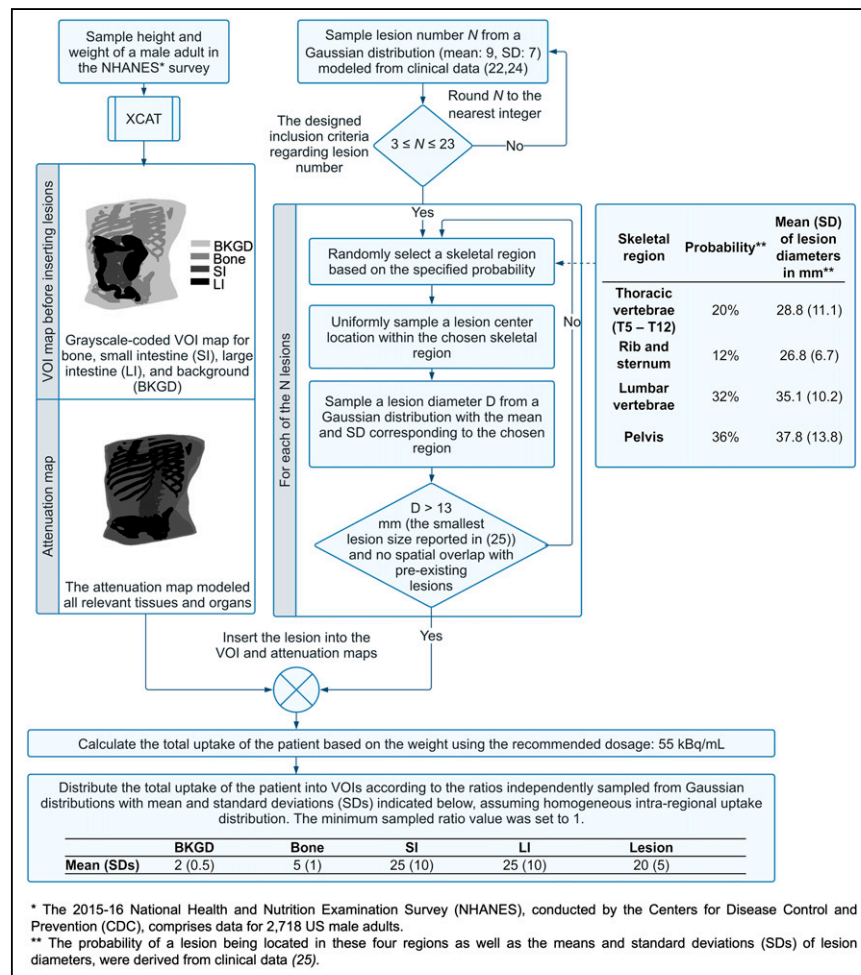 Sample height and
weight of a male adult in
the NHANES* survey
XCAT
VOI map before inserting lesions
BKGD
Bone
SI
LI
Grayscale-coded VOI map for
bone, small intestine (SI), large
intestine (LI), and background
(BKGD)
Attenuation map
The attenuation map modeled
all relevant tissues and organs
Sample lesion number N from a
Gaussian distribution (mean: 9, SD: 7)
modeled from clinical data (22,24)
Round N to the
nearest integer
The designed
inclusion criteria
regarding lesion
number
3 ≤ N ≤ 23
No
Yes
For each of the N lesions
Randomly select a skeletal region
based on the specified probability
No
Uniformly sample a lesion center
location within the chosen skeletal
region
Sample a lesion diameter D from a
Gaussian distribution with the mean
and SD corresponding to the chosen
region
D > 13
mm (the smallest
lesion size reported in (25))
and no spatial overlap with
pre-existing
lesions
Yes
Skeletal region Probability** Mean (SD) of lesion diameters in mm**
Thoracic vertebrae (T5 – T12) 20% 28.8 (11.1)
Rib and sternum 12% 26.8 (6.7)
Lumbar vertebrae 32% 35.1 (10.2)
Pelvis 36% 37.8 (13.8)
Insert the lesion into the
VOI and attenuation maps
Calculate the total uptake of the patient based on the weight using the recommended dosage: 55 kBq/mL
Distribute the total uptake of the patient into VOIs according to the ratios independently sampled from Gaussian
distributions with mean and standard deviations (SDs) indicated below, assuming homogeneous intra-regional uptake
distribution. The minimum sampled ratio value was set to 1.
BKGD Bone SI LI Lesion
Mean (SDs) 2 (0.5) 5 (1) 25 (10) 25 (10) 20 (5)
* The 2015-16 National Health and Nutrition Examination Survey (NHANES), conducted by the Centers for Disease Control and
Prevention (CDC), comprises data for 2,718 US male adults.
** The probability of a lesion being located in these four regions as well as the means and standard deviations (SDs) of lesion
diameters, were derived from clinical data (25).